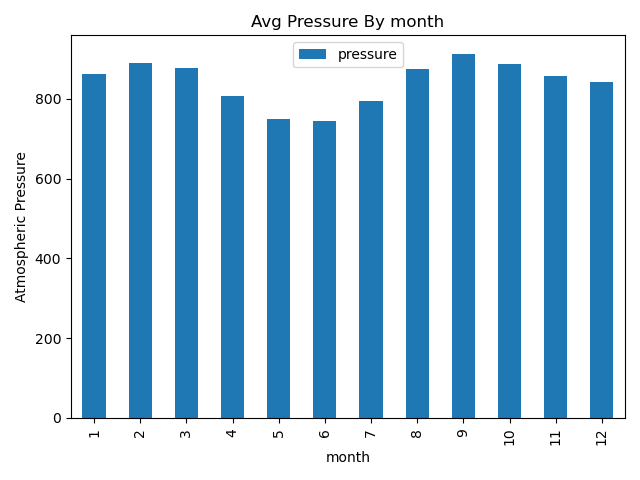 Avg Pressure By month
pressure
Atmospheric Pressure
800
600
400
200
0
1 2 3 4 5 6 7 8 9 10 11 12
month